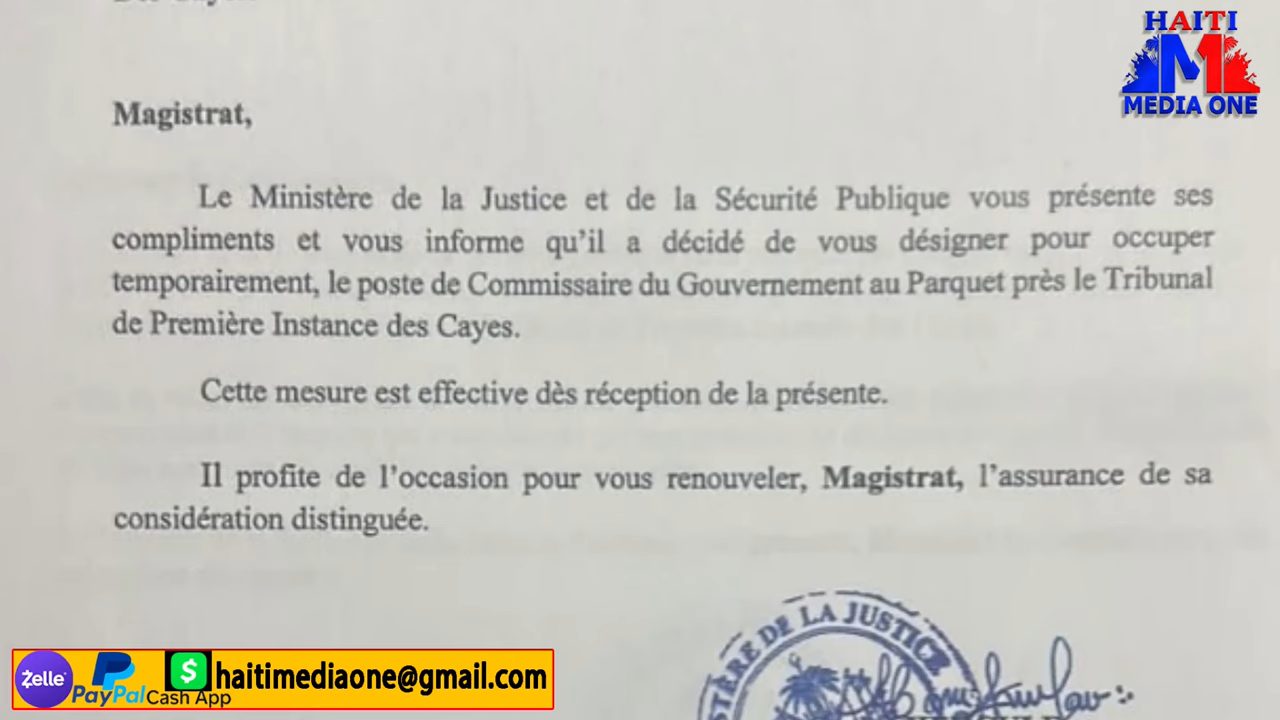 HAITI
M
MEDIA ONE
Magistrat,
Le Ministère de la Justice et de la Sécurité Publique vous présente ses
compliments et vous informe qu'il a décidé de vous désigner pour occuper
temporairement, le poste de Commissaire du Gouvernement au Parquet près le Tribunal
de Première Instance des Cayes.
Cette mesure est effective dès réception de la présente.
Il profite de l'occasion pour vous renouveler, Magistrat, l'assurance de sa
considération distinguée.
DE LA JUSTICE
Zelle
PayPal
$
Cash App
haitimediaone@gmail.com